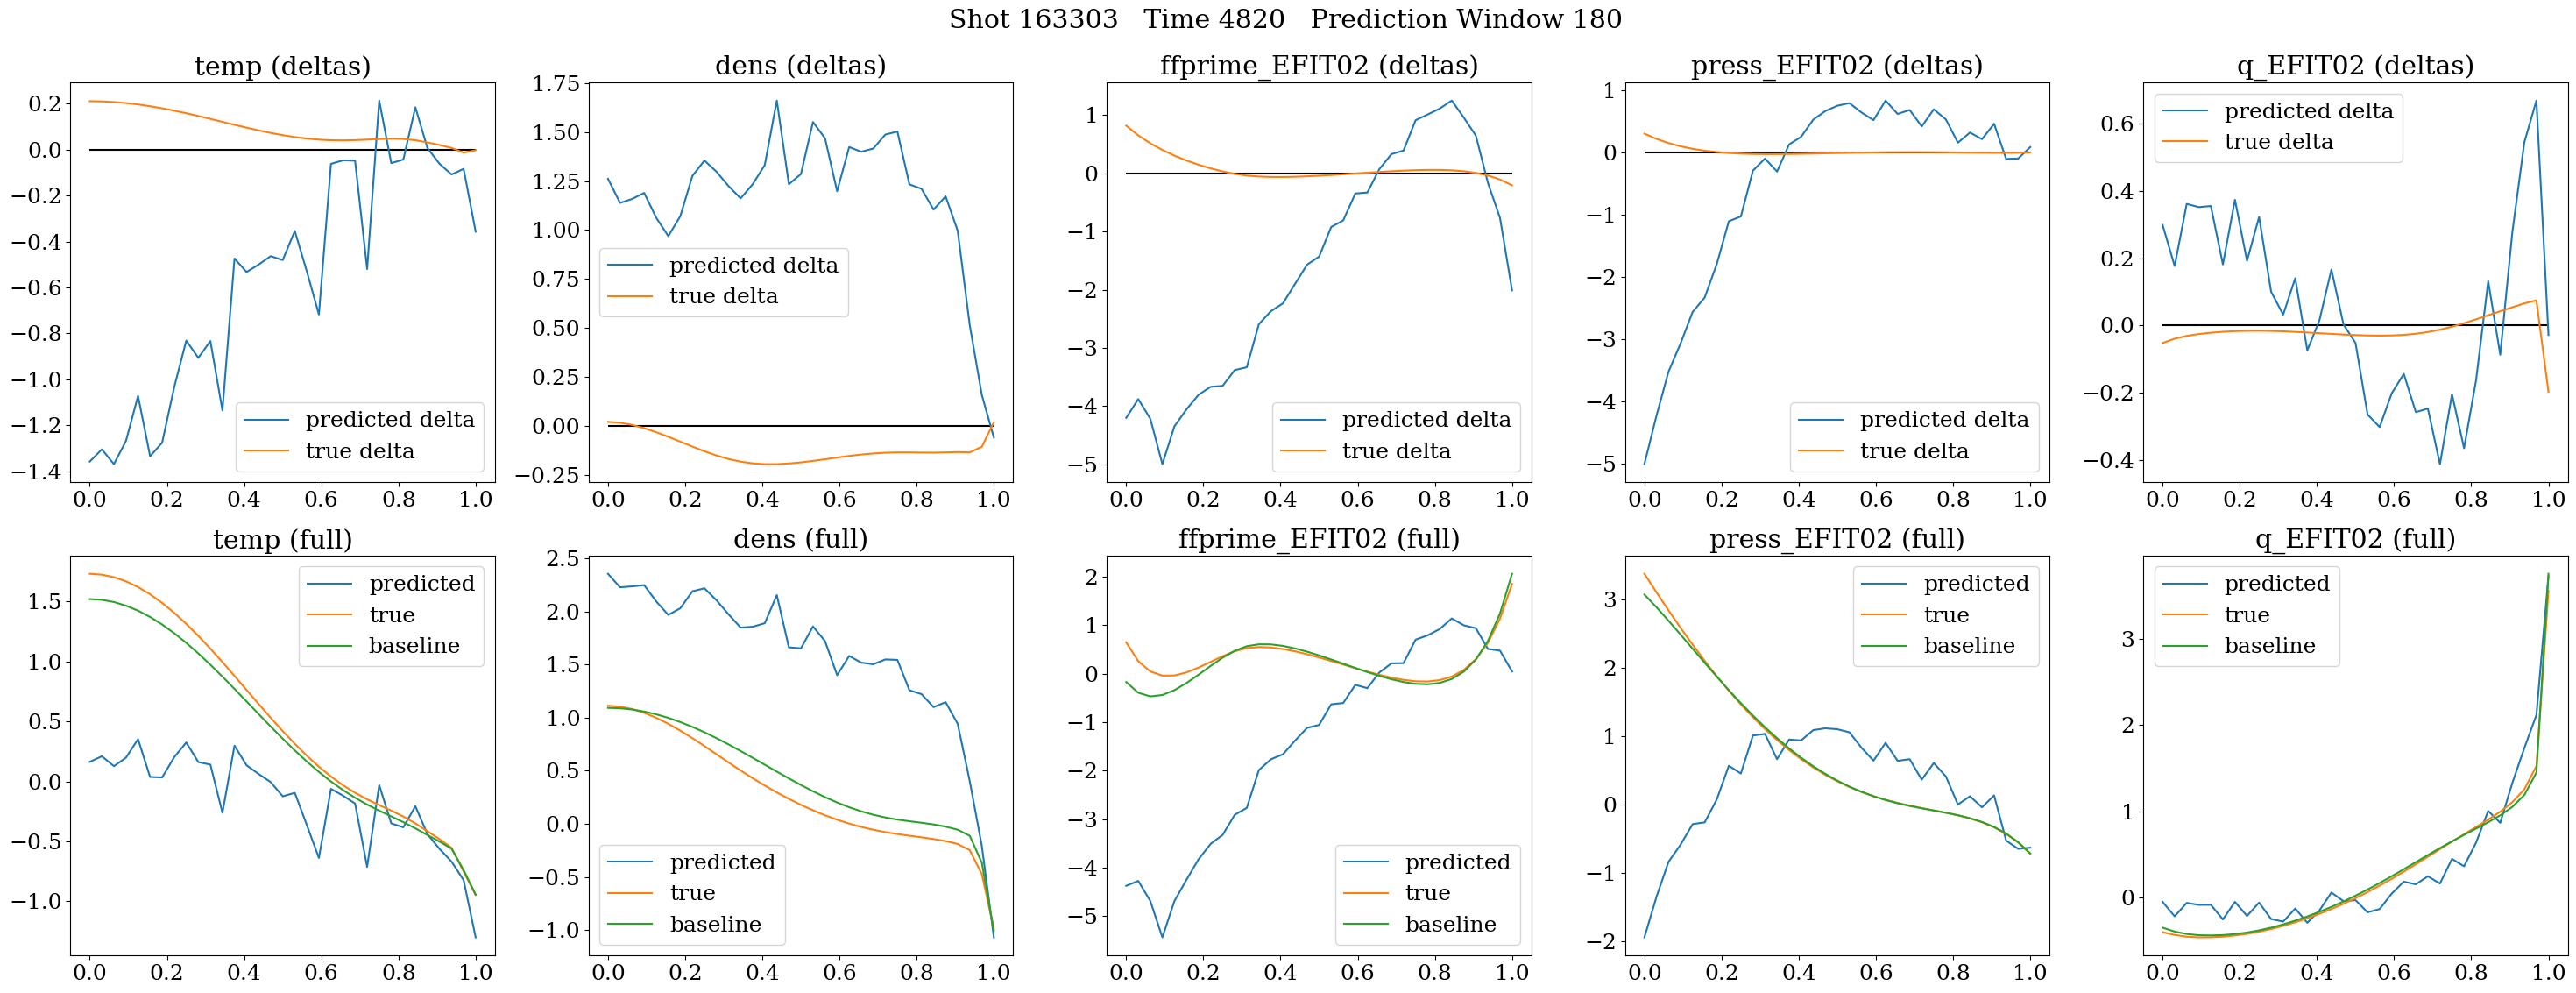 Shot 163303   Time 4820   Prediction Window 180
temp (deltas)
0.2
0.0
−0.2
−0.4
−0.6
−0.8
−1.0
−1.2
−1.4
predicted delta
true delta
0.0 0.2 0.4 0.6 0.8 1.0
dens (deltas)
1.75
1.50
1.25
1.00
0.75
0.50
0.25
0.00
−0.25
predicted delta
true delta
0.0 0.2 0.4 0.6 0.8 1.0
ffprime_EFIT02 (deltas)
1
0
−1
−2
−3
−4
−5
predicted delta
true delta
0.0 0.2 0.4 0.6 0.8 1.0
press_EFIT02 (deltas)
1
0
−1
−2
−3
−4
−5
predicted delta
true delta
0.0 0.2 0.4 0.6 0.8 1.0
q_EFIT02 (deltas)
predicted delta
true delta
0.6
0.4
0.2
0.0
−0.2
−0.4
0.0 0.2 0.4 0.6 0.8 1.0
temp (full)
predicted
true
baseline
1.5
1.0
0.5
0.0
−0.5
−1.0
0.0 0.2 0.4 0.6 0.8 1.0
dens (full)
2.5
2.0
1.5
1.0
0.5
0.0
−0.5
−1.0
predicted
true
baseline
0.0 0.2 0.4 0.6 0.8 1.0
ffprime_EFIT02 (full)
2
1
0
−1
−2
−3
−4
−5
predicted
true
baseline
0.0 0.2 0.4 0.6 0.8 1.0
press_EFIT02 (full)
predicted
true
baseline
3
2
1
0
−1
−2
0.0 0.2 0.4 0.6 0.8 1.0
q_EFIT02 (full)
predicted
true
baseline
3
2
1
0
0.0 0.2 0.4 0.6 0.8 1.0